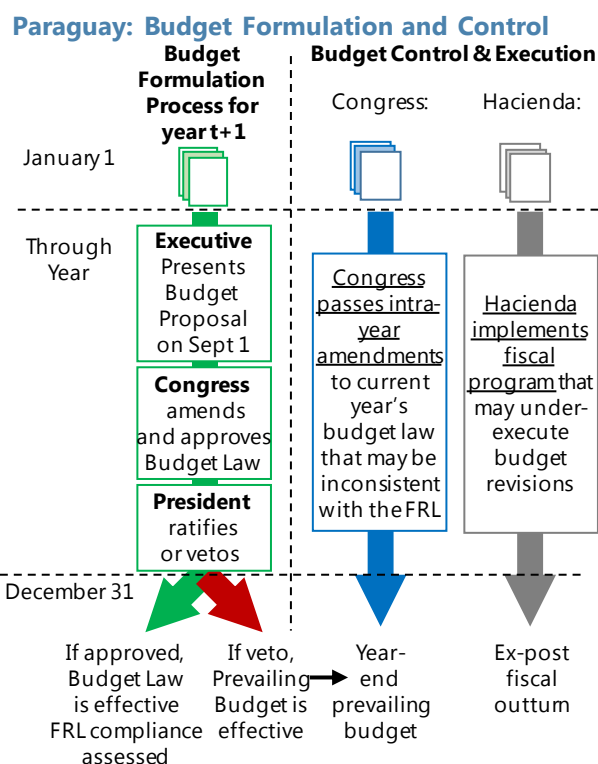 Paraguay: Budget Formulation and Control
Budget
Formulation
Process for
year t+1
Budget Control & Execution
Congress:
Hacienda:
January 1
Through
Year
Executive
Presents
Budget
Proposal
on Sept 1
Congress
amends
and approves
Budget Law
President
ratifies
or vetos
Congress
passes intra-
year
amendments
to current
year's
budget law
that may be
inconsistent
with the FRL
Hacienda
implements
fiscal
program that
may under-
execute
budget
revisions
December 31
If approved,
Budget Law
is effective
FRL compliance
assessed
If veto,
Prevailing
Budget is
effective
Year-
end
prevailing
budget
Ex-post
fiscal
outturn